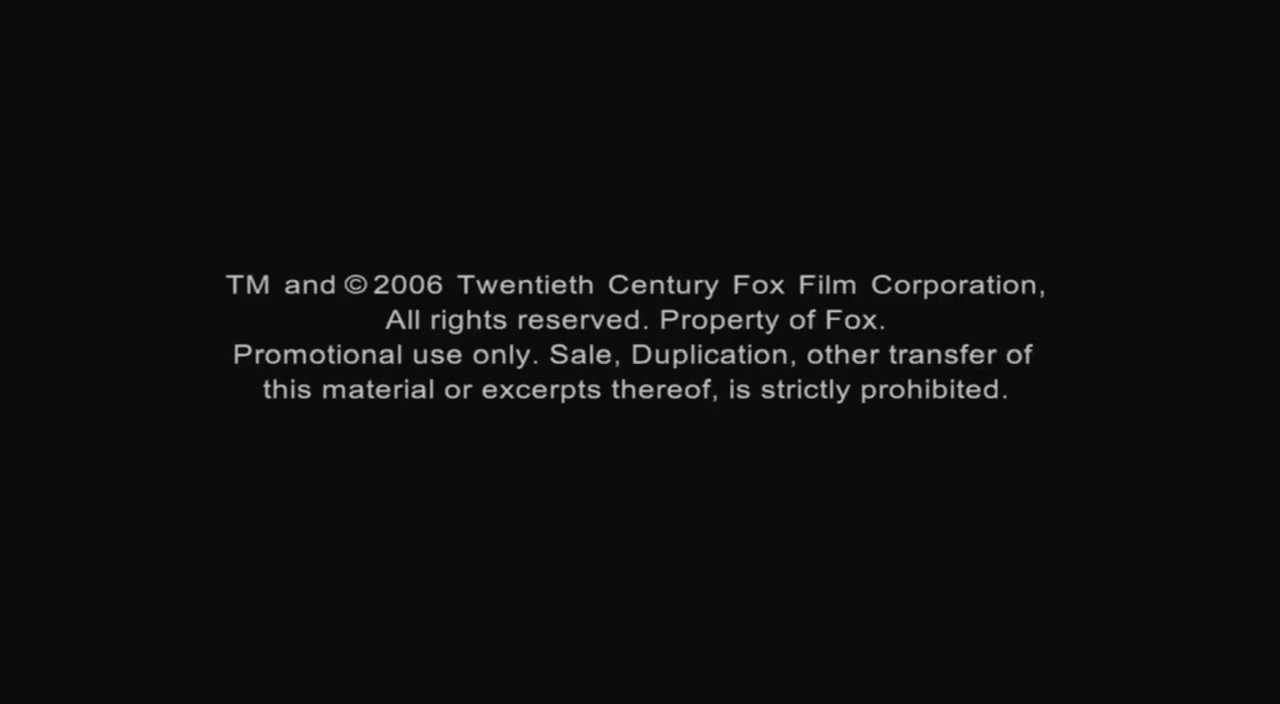 TM and © 2006 Twentieth Century Fox Film Corporation,
All rights reserved. Property of Fox.
Promotional use only. Sale, Duplication, other transfer of
this material or excerpts thereof, is strictly prohibited.